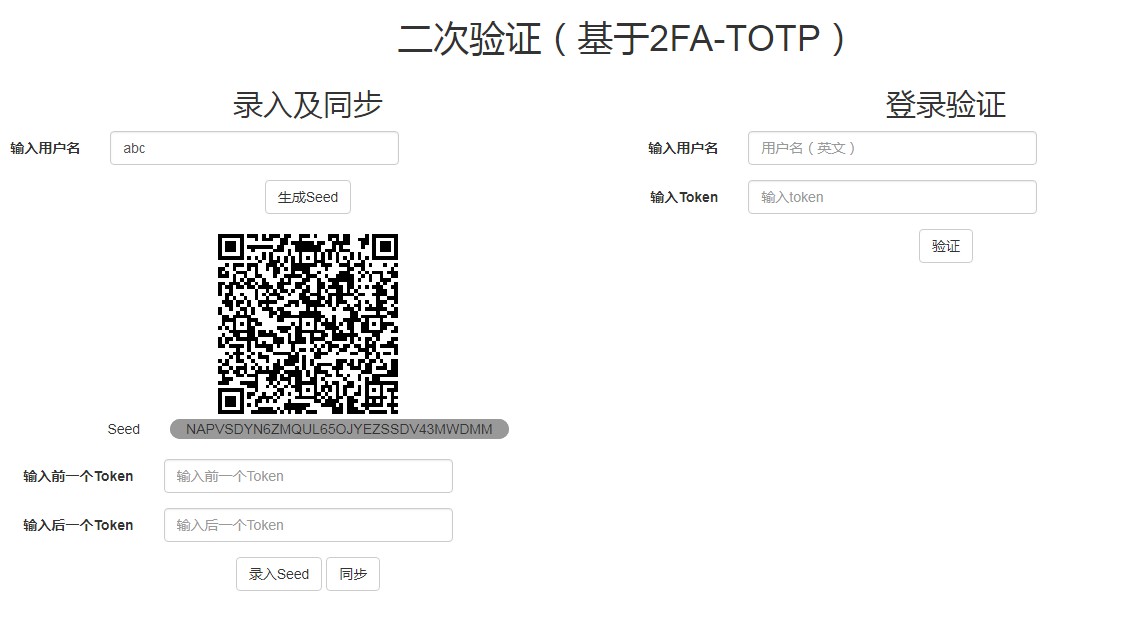 二次验证（基于2FA-TOTP）
录入及同步
输入用户名
abc
生成Seed
Seed
NAPVSDYN6ZMQUL65OJYEZSSDV43MWDMM
输入前一个Token
输入前一个Token
输入后一个Token
输入后一个Token
录入Seed
同步
登录验证
输入用户名
用户名（英文）
输入Token
输入token
验证